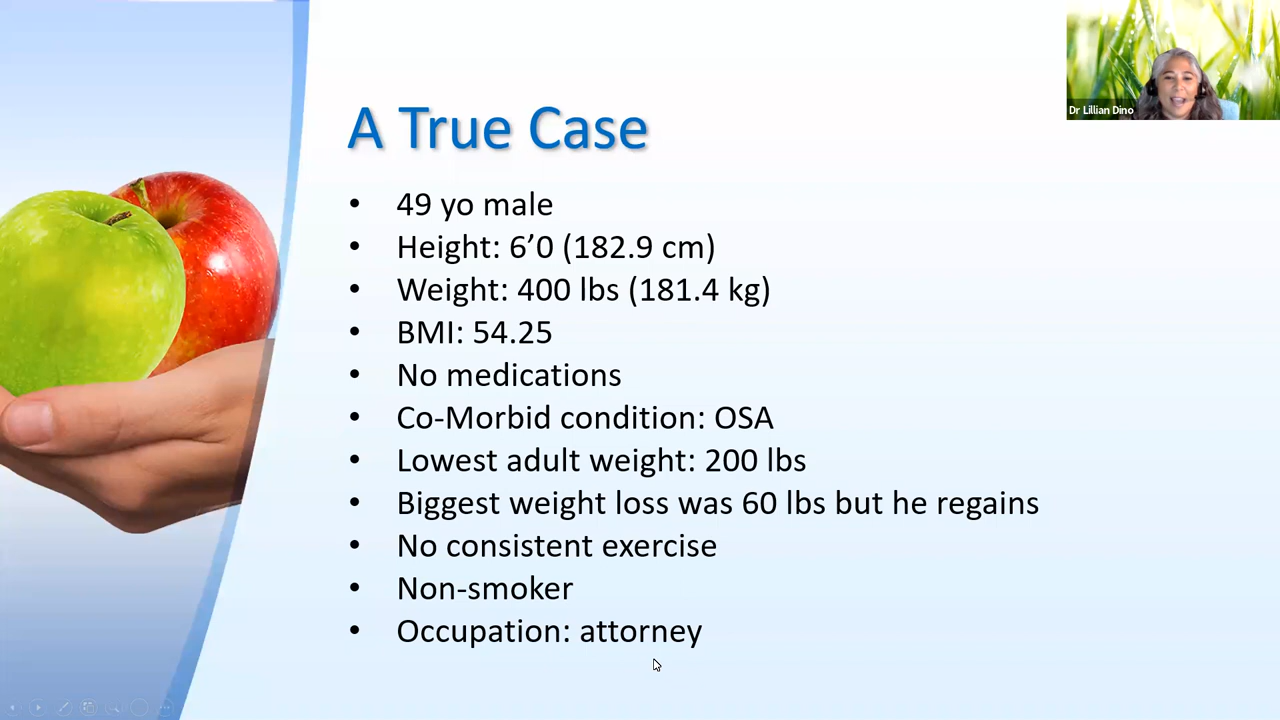 Dr Lillian Dino
A True Case
• 49 yo male
• Height: 6’0 (182.9 cm)
• Weight: 400 lbs (181.4 kg)
• BMI: 54.25
• No medications
• Co-Morbid condition: OSA
• Lowest adult weight: 200 lbs
• Biggest weight loss was 60 lbs but he regains
• No consistent exercise
• Non-smoker
• Occupation: attorney